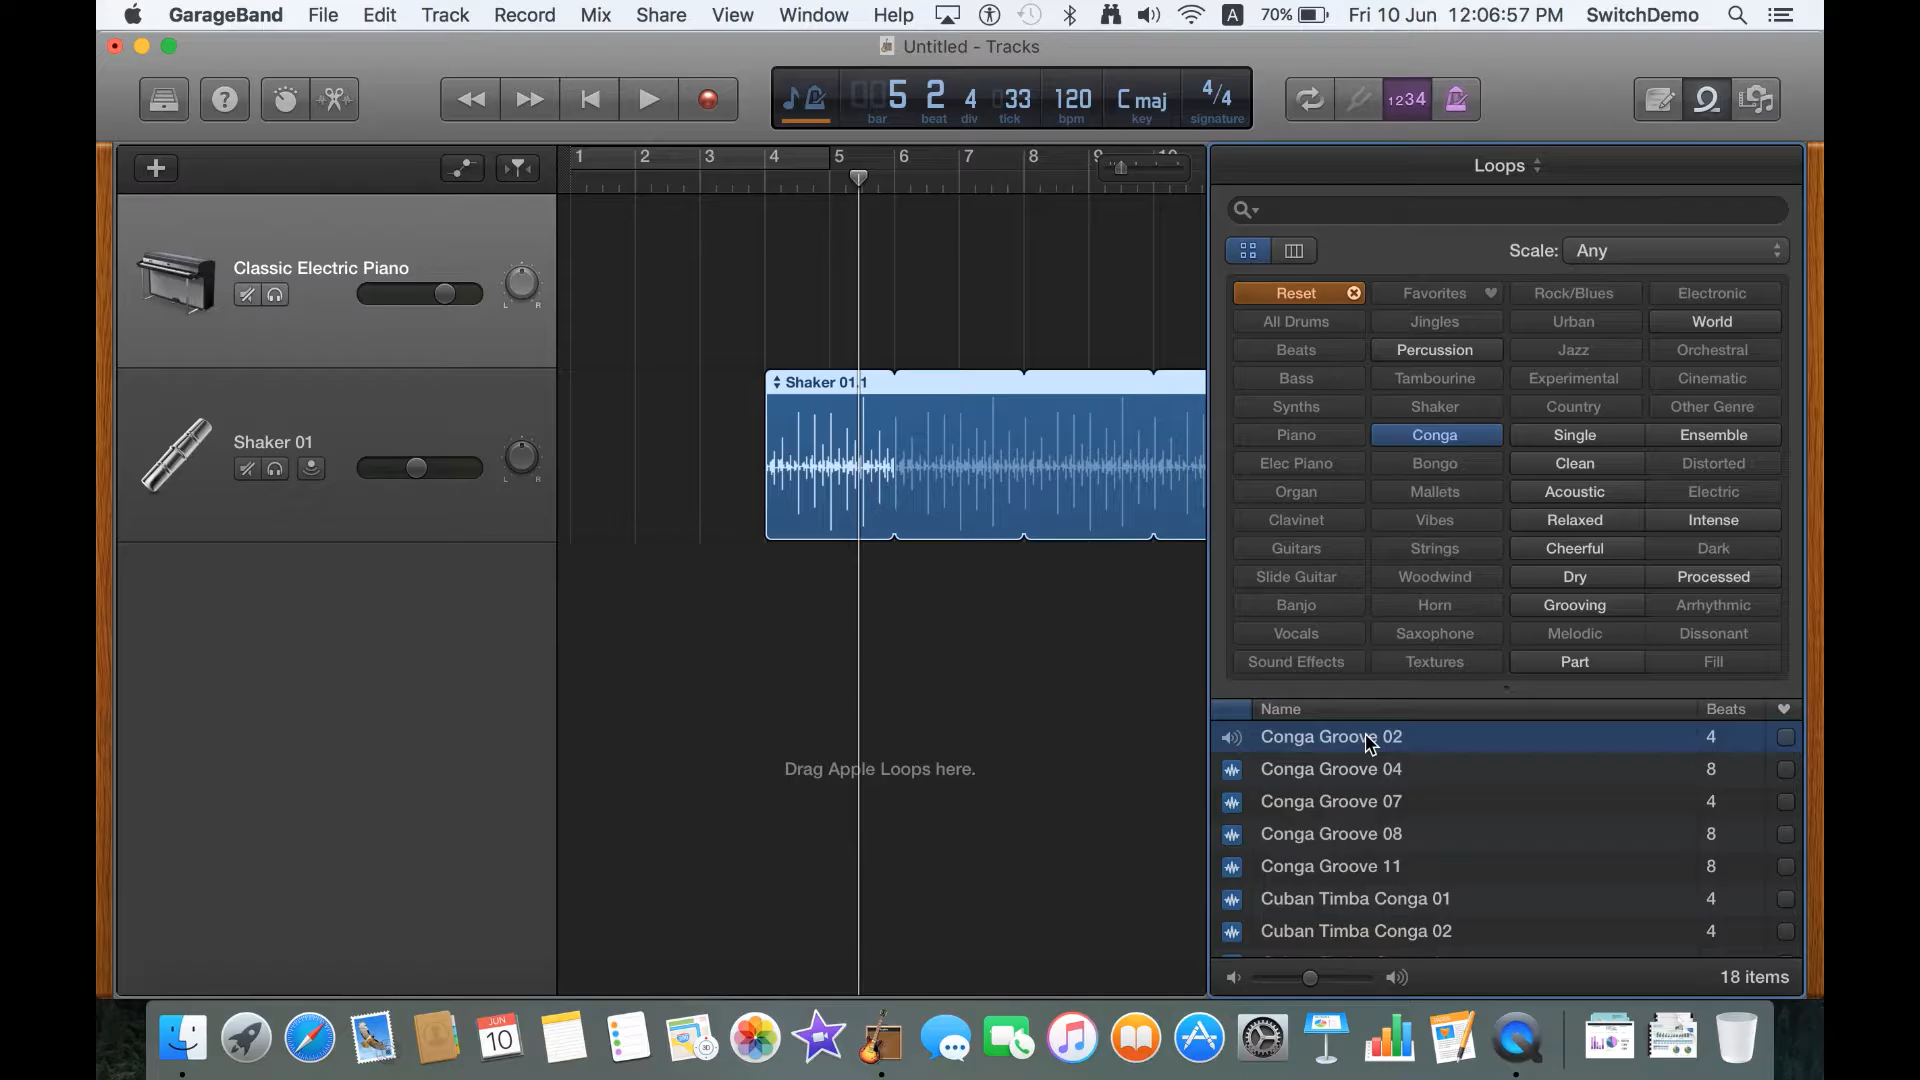 GarageBand File Edit Track Record Mix Share View Window Help A 70% Fri 10 Jun 12:06:57 PM SwitchDemo
Untitled - Tracks
005 2 4 033 120 C maj 4/4 1234
bar beat div tick bpm key signature
1 2 3 4 5 6 7 8 9 10
Loops
Scale: Any
Classic Electric Piano
L R
Shaker 01
L R
Shaker 01.1
Drag Apple Loops here.
Reset Favorites Rock/Blues Electronic
All Drums Jingles Urban World
Beats Percussion Jazz Orchestral
Bass Tambourine Experimental Cinematic
Synths Shaker Country Other Genre
Piano Conga Single Ensemble
Elec Piano Bongo Clean Distorted
Organ Mallets Acoustic Electric
Clavinet Vibes Relaxed Intense
Guitars Strings Cheerful Dark
Slide Guitar Woodwind Dry Processed
Banjo Horn Grooving Arrhythmic
Vocals Saxophone Melodic Dissonant
Sound Effects Textures Part Fill
Name Beats
Conga Groove 02 4
Conga Groove 04 8
Conga Groove 07 4
Conga Groove 08 8
Conga Groove 11 8
Cuban Timba Conga 01 4
Cuban Timba Conga 02 4
18 items
JUN
10
3D